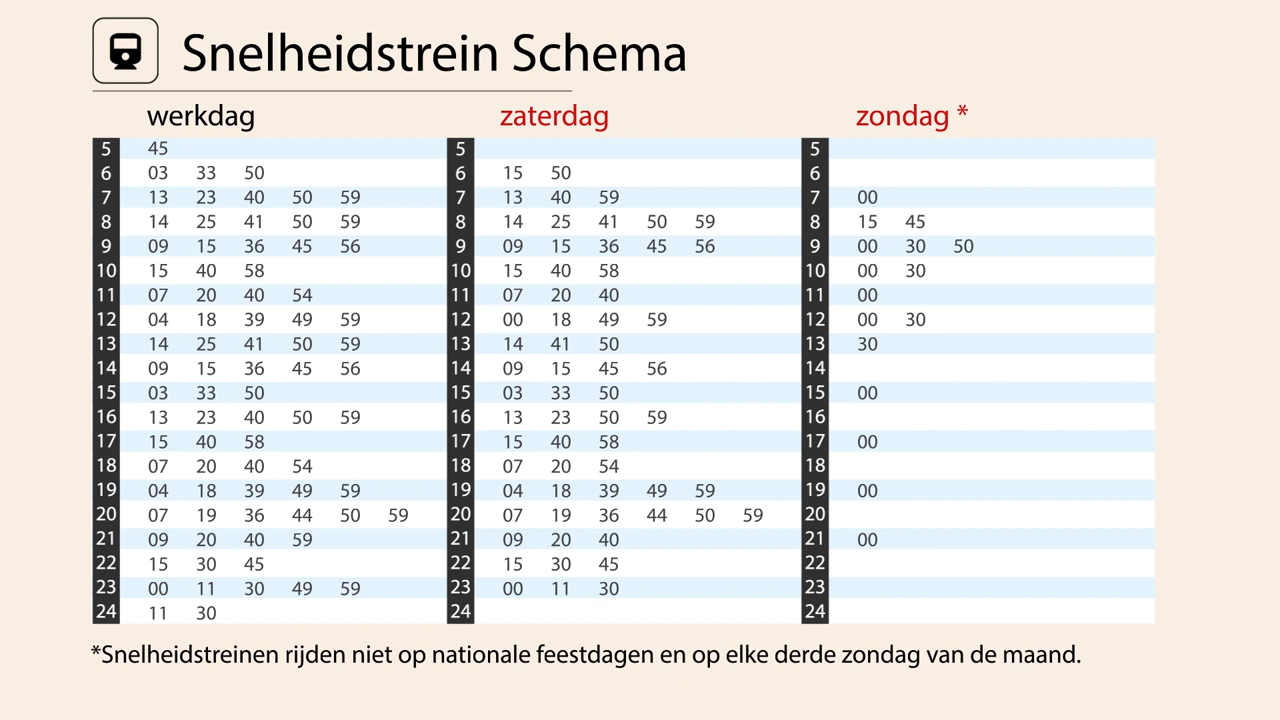 Snelheidstrein Schema
werkdag zaterdag zondag *
5 45 5 5
6 03 33 50 6 15 50 6
7 13 23 40 50 59 7 13 40 59 7 00
8 14 25 41 50 59 8 14 25 41 50 59 8 15 45
9 09 15 36 45 56 9 09 15 36 45 56 9 00 30 50
10 15 40 58 10 15 40 58 10 00 30
11 07 20 40 54 11 07 20 40 11 00
12 04 18 39 49 59 12 00 18 49 59 12 00 30
13 14 25 41 50 59 13 14 41 50 13 30
14 09 15 36 45 56 14 09 15 45 56 14
15 03 33 50 15 03 33 50 15 00
16 13 23 40 50 59 16 13 23 50 59 16
17 15 40 58 17 15 40 58 17 00
18 07 20 40 54 18 07 20 54 18
19 04 18 39 49 59 19 04 18 39 49 59 19 00
20 07 19 36 44 50 59 20 07 19 36 44 50 59 20
21 09 20 40 59 21 09 20 40 21 00
22 15 30 45 22 15 30 45 22
23 00 11 30 49 59 23 00 11 30 23
24 11 30 24 24
*Snelheidstreinen rijden niet op nationale feestdagen en op elke derde zondag van de maand.